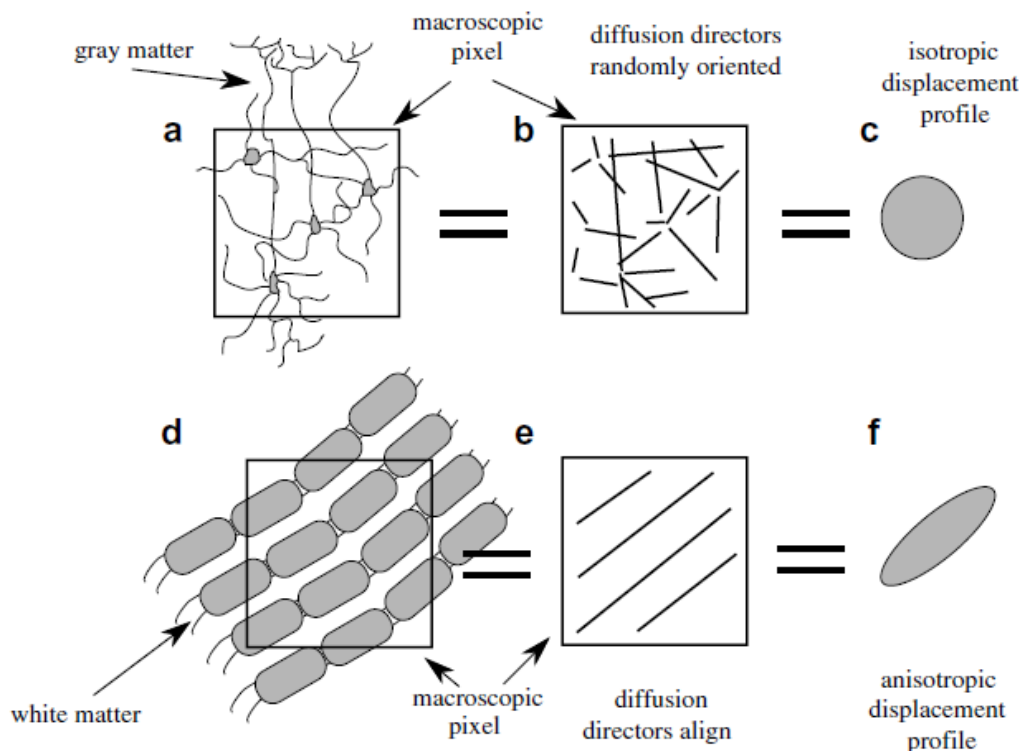 gray matter
macroscopic
pixel
diffusion directors
randomly oriented
isotropic
displacement
profile
a
b
c
d
e
f
white matter
macroscopic
pixel
diffusion
directors align
anisotropic
displacement
profile